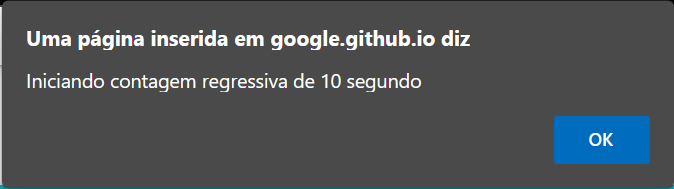 Uma página inserida em google.github.io diz
Iniciando contagem regressiva de 10 segundo
OK